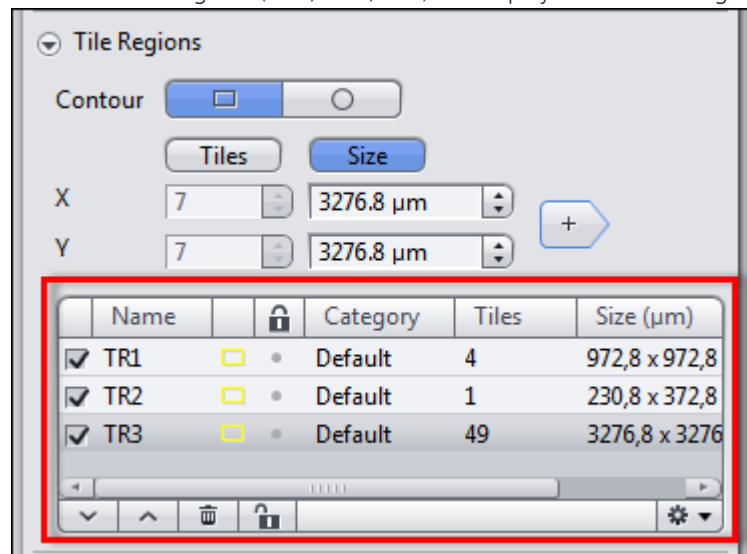 Tile Regions
Contour
Tiles Size
X 7 3276.8 µm
Y 7 3276.8 µm
+
Name Category Tiles Size (µm)
TR1 Default 4 972,8 x 972,8
TR2 Default 1 230,8 x 372,8
TR3 Default 49 3276,8 x 3276